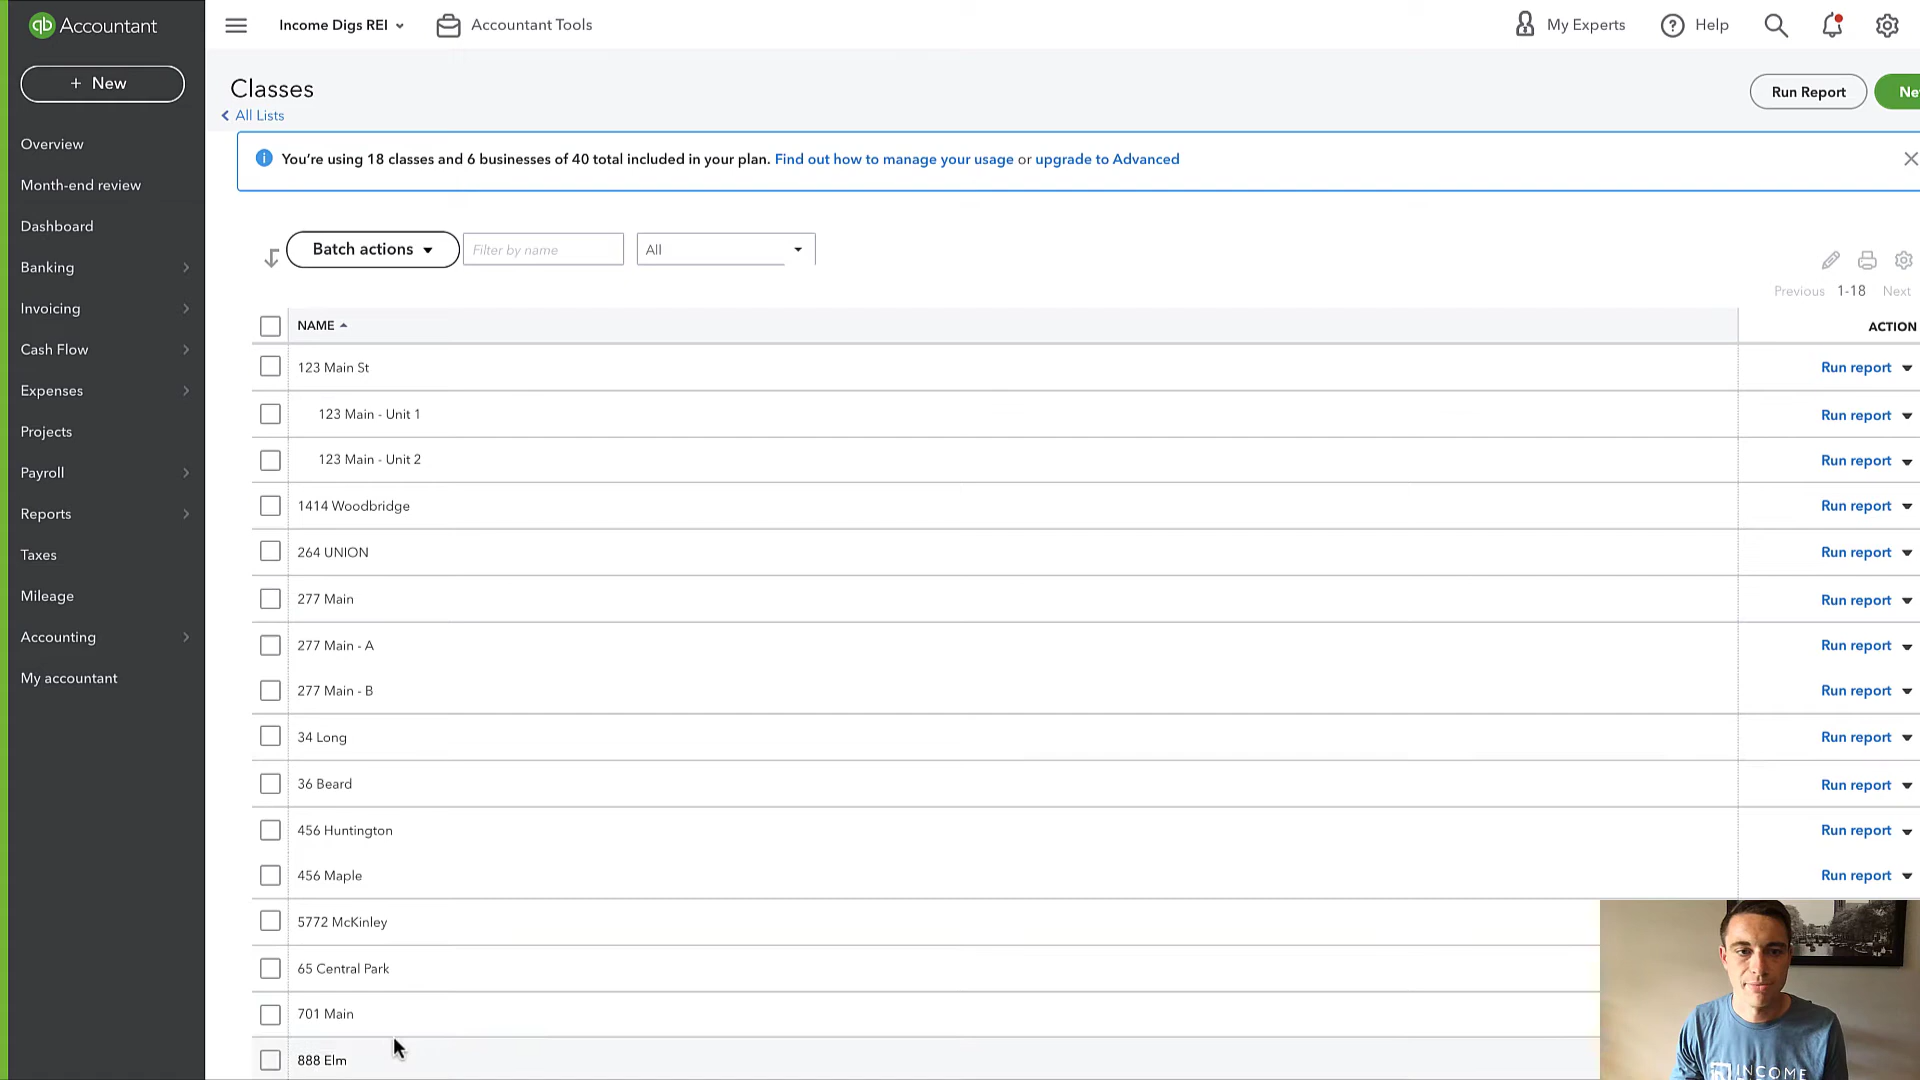 qb Accountant
Income Digs REI
Accountant Tools
My Experts
Help
+ New
Classes
All Lists
Run Report
You're using 18 classes and 6 businesses of 40 total included in your plan. Find out how to manage your usage or upgrade to Advanced
Overview
Month-end review
Dashboard
Banking
Invoicing
Cash Flow
Expenses
Projects
Payroll
Reports
Taxes
Mileage
Accounting
My accountant
Batch actions
Filter by name
All
Previous 1-18 Next
NAME
ACTION
123 Main St
Run report
123 Main - Unit 1
Run report
123 Main - Unit 2
Run report
1414 Woodbridge
Run report
264 UNION
Run report
277 Main
Run report
277 Main - A
Run report
277 Main - B
Run report
34 Long
Run report
36 Beard
Run report
456 Huntington
Run report
456 Maple
Run report
5772 McKinley
65 Central Park
701 Main
888 Elm
INCOME